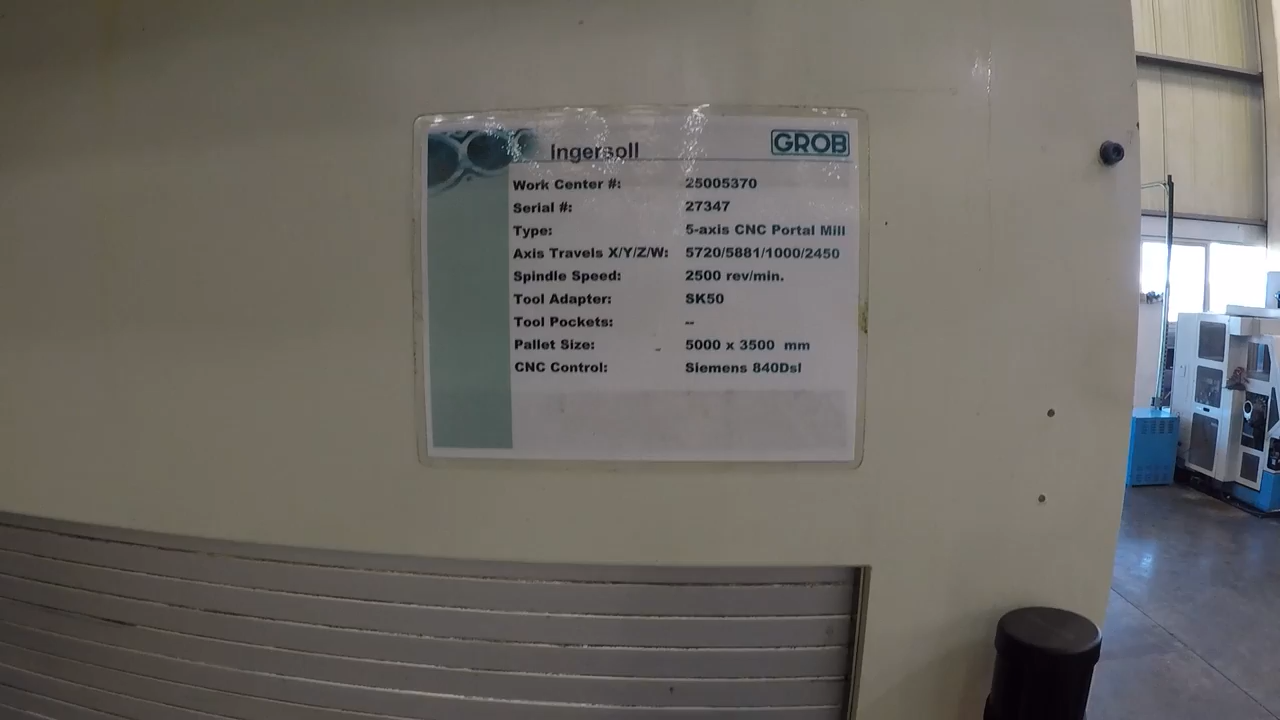 Ingersoll
GROB
Work Center #: 25005370
Serial #: 27347
Type: 5-axis CNC Portal Mill
Axis Travels X/Y/Z/W: 5720/5881/1000/2450
Spindle Speed: 2500 rev/min.
Tool Adapter: SK50
Tool Pockets: --
Pallet Size: 5000 x 3500 mm
CNC Control: Siemens 840Dsl